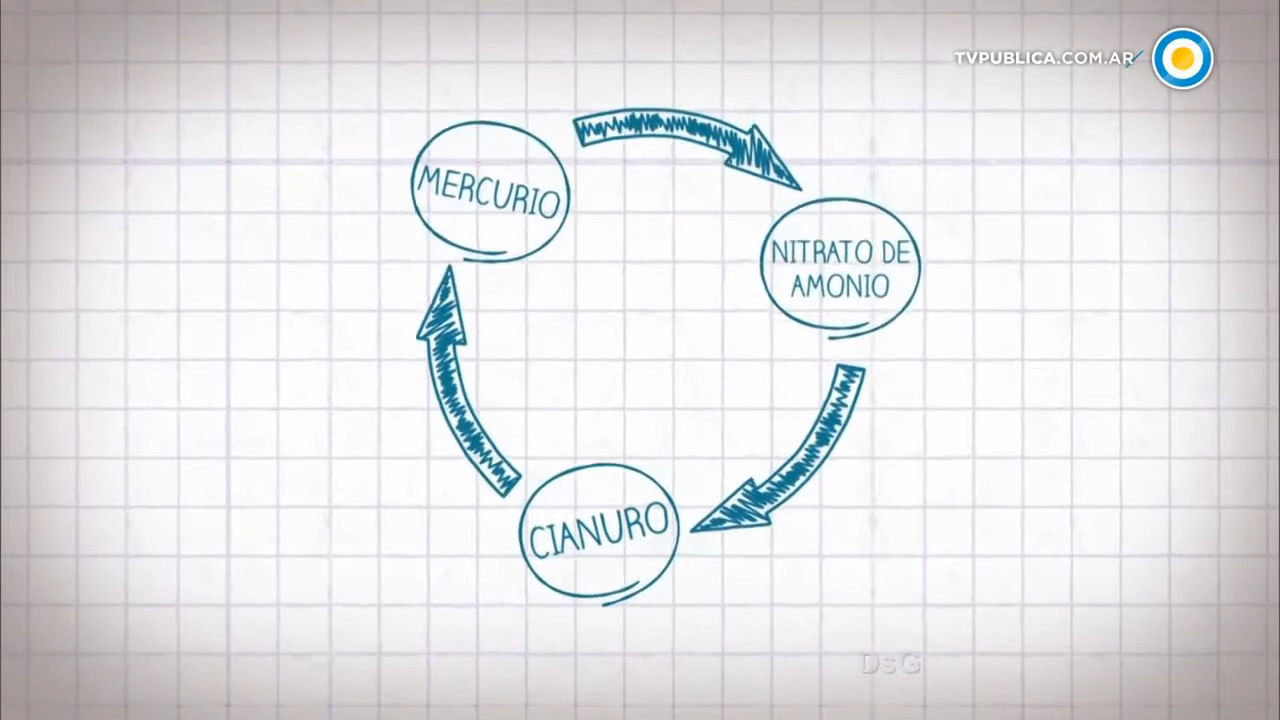 TVPUBLICA.COM.AR
MERCURIO
NITRATO DE
AMONIO
CIANURO
DsG